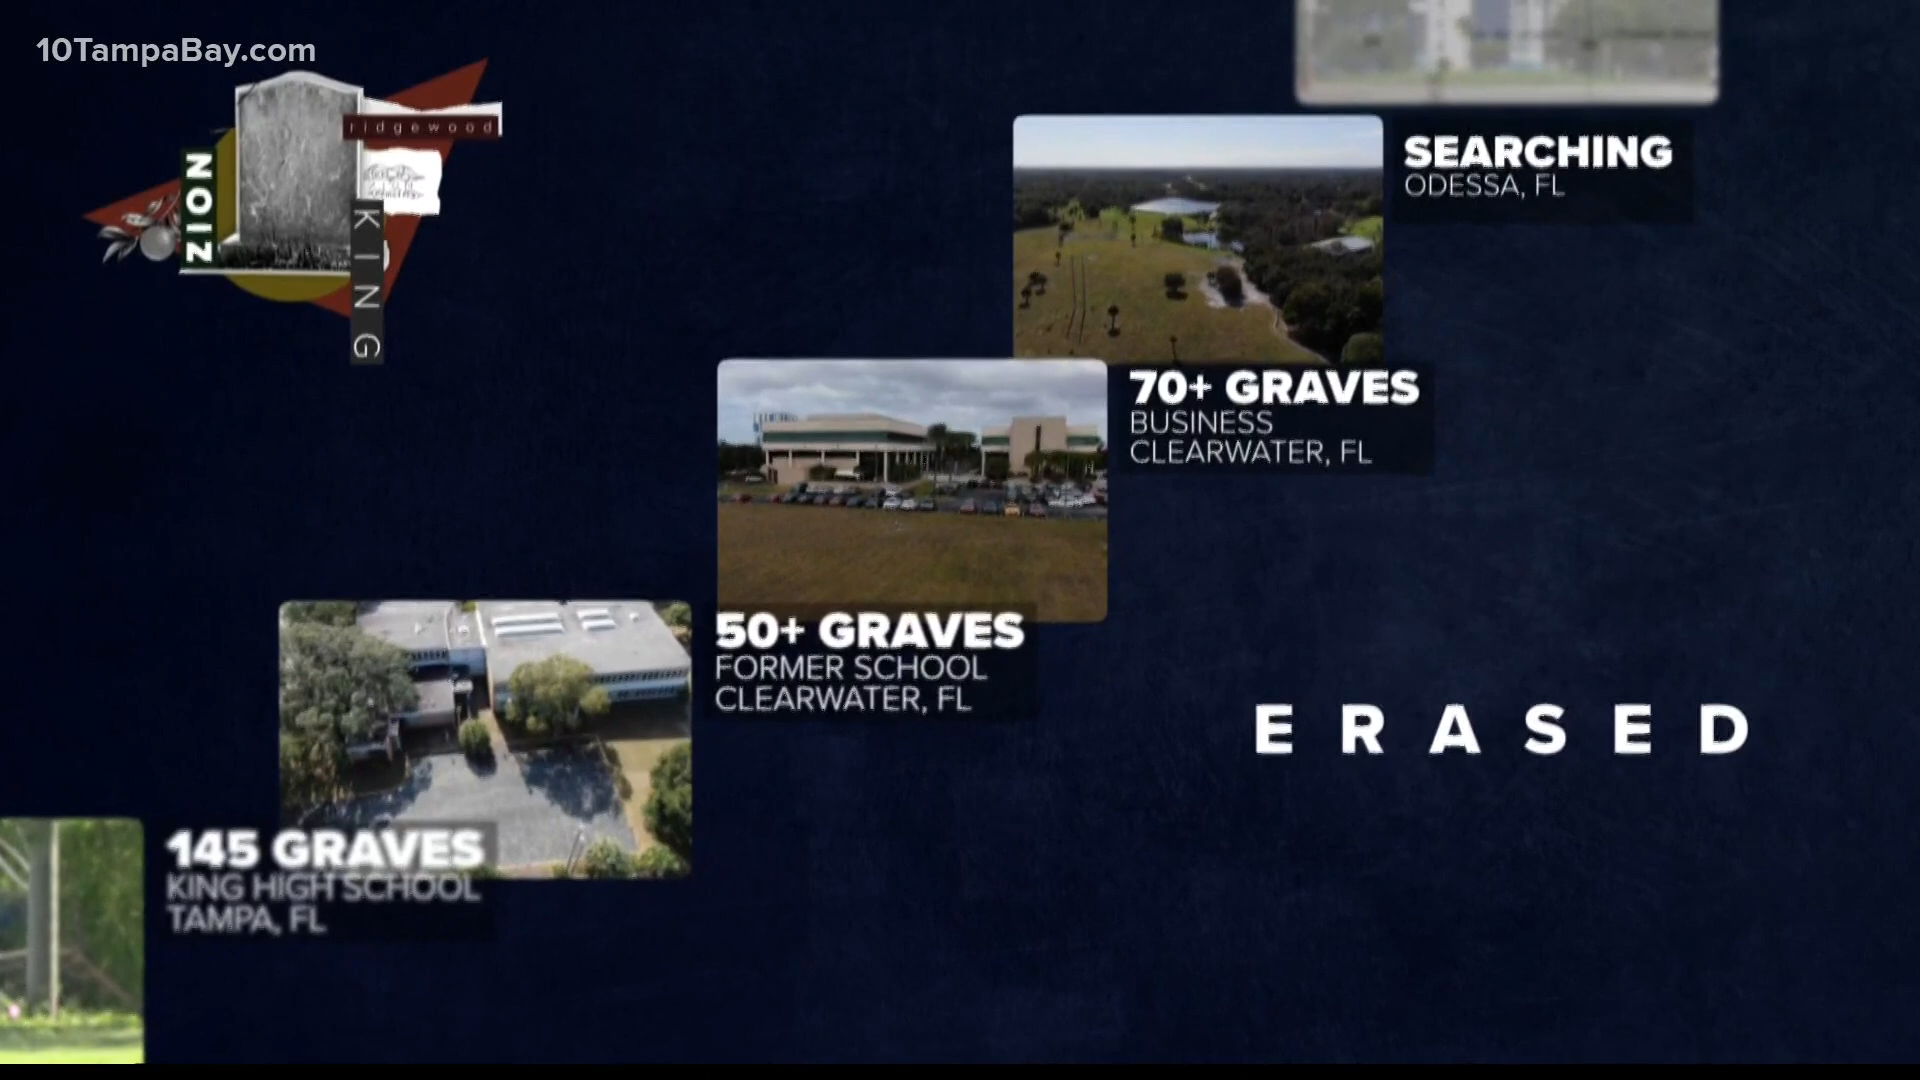 10TampaBay.com
ridgewood
ZION
KING
SEARCHING
ODESSA, FL
70+ GRAVES
BUSINESS
CLEARWATER, FL
50+ GRAVES
FORMER SCHOOL
CLEARWATER, FL
ERASED
145 GRAVES
KING HIGH SCHOOL
TAMPA, FL